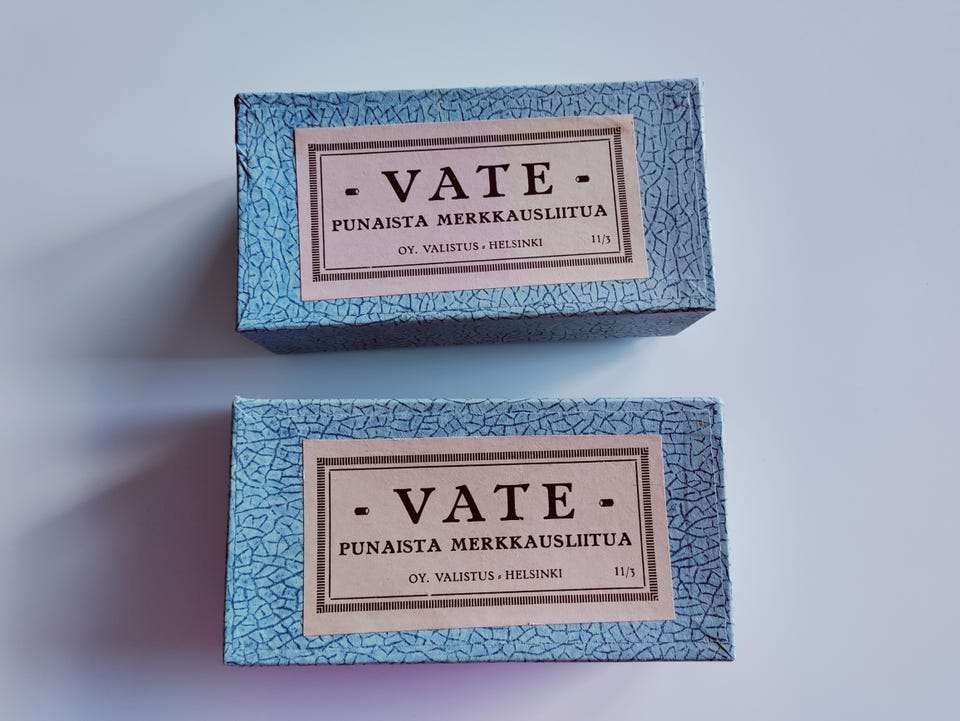 - VATE -
PUNAISTA MERKKAUSLIITUA
OY. VALISTUS HELSINKI 11/3
- VATE -
PUNAISTA MERKKAUSLIITUA
OY. VALISTUS HELSINKI 11/3